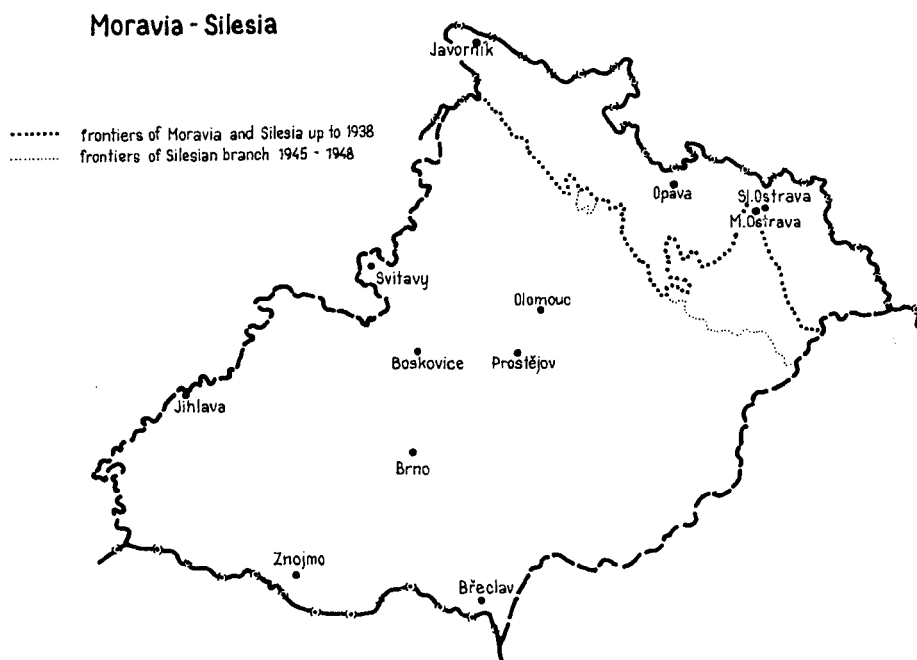 Moravia - Silesia
Javorník
frontiers of Moravia and Silesia up to 1938
frontiers of Silesian branch 1945 - 1948
Opava
Sl.Ostrava
M.Ostrava
Svitavy
Olomouc
Boskovice
Prostějov
Jihlava
Brno
Znojmo
Břeclav